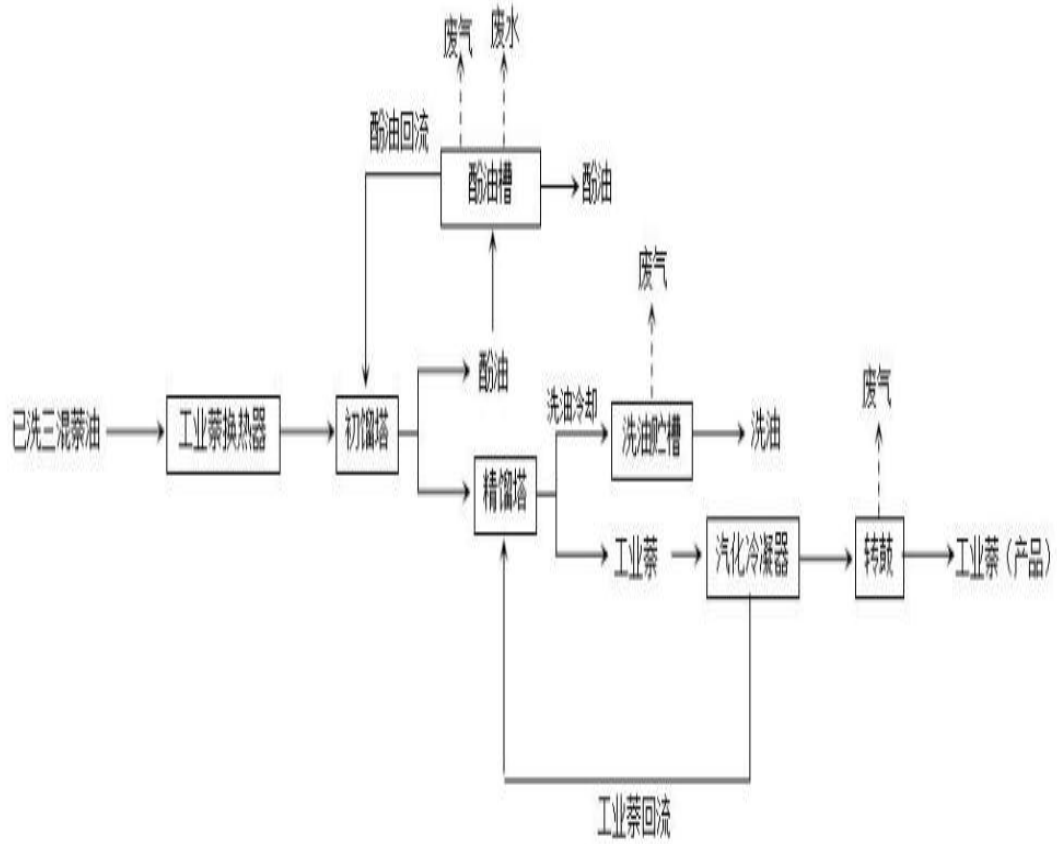 废气
废水
酚油回流
酚油槽
酚油
废气
酚油
洗油冷却
废气
已洗三混萘油
工业萘换热器
初馏塔
洗油贮槽
洗油
精馏塔
工业萘
汽化冷凝器
转鼓
工业萘（产品）
工业萘回流